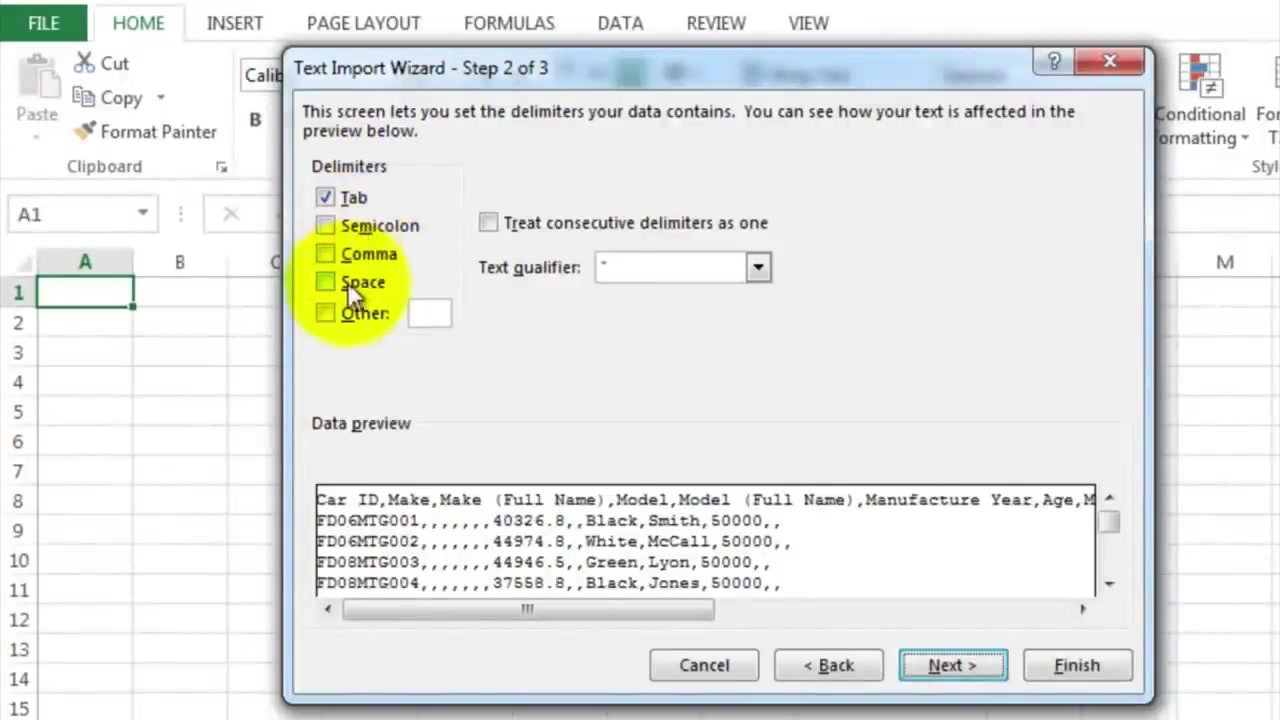 FILE HOME INSERT PAGE LAYOUT FORMULAS DATA REVIEW VIEW
Text Import Wizard - Step 2 of 3
?
Cut
Copy
Format Painter
Paste
Clipboard
Calib
B
Conditional
Formatting
For
T
Styl
This screen lets you set the delimiters your data contains. You can see how your text is affected in the
preview below.
Delimiters
Tab
Semicolon
Comma
Space
Other:
Treat consecutive delimiters as one
Text qualifier: "
A1
A B C M
1
2
3
4
5
6
7
8
9
10
11
12
13
14
15
Data preview
Car ID,Make,Make (Full Name),Model,Model (Full Name),Manufacture Year,Age,M
FD06MTG001,,,,,,,40326.8,,Black,Smith,50000,,
FD06MTG002,,,,,,,44974.8,,White,McCall,50000,,
FD08MTG003,,,,,,,44946.5,,Green,Lyon,50000,,
FD08MTG004,,,,,,,37558.8,,Black,Jones,50000,,
Cancel < Back Next > Finish